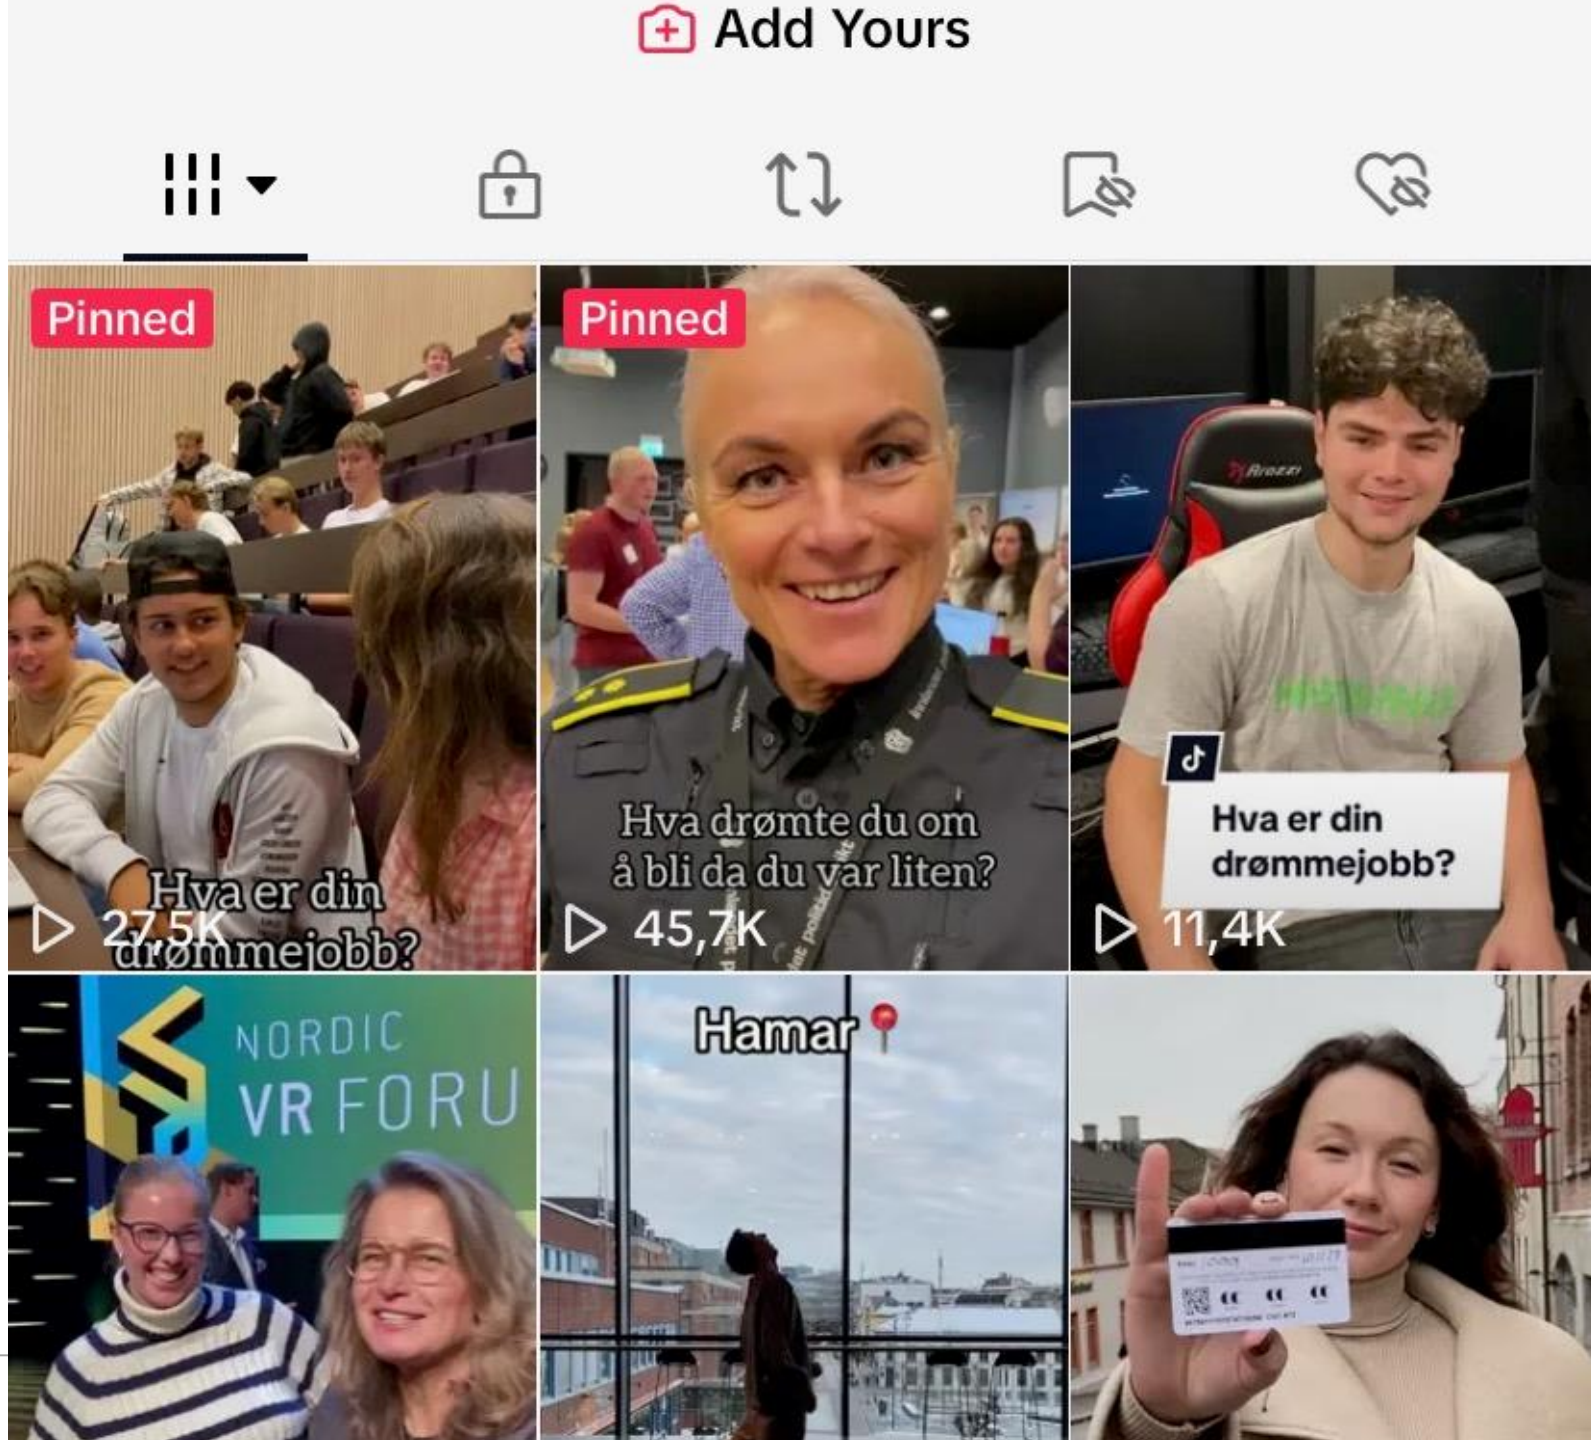 Add Yours
Pinned
Hva er din
drømmejobb?
27,5K
Pinned
Hva drømte du om
å bli da du var liten?
45,7K
Arozzi
Hva er din
drømmejobb?
11,4K
NORDIC
VR FORU
Hamar